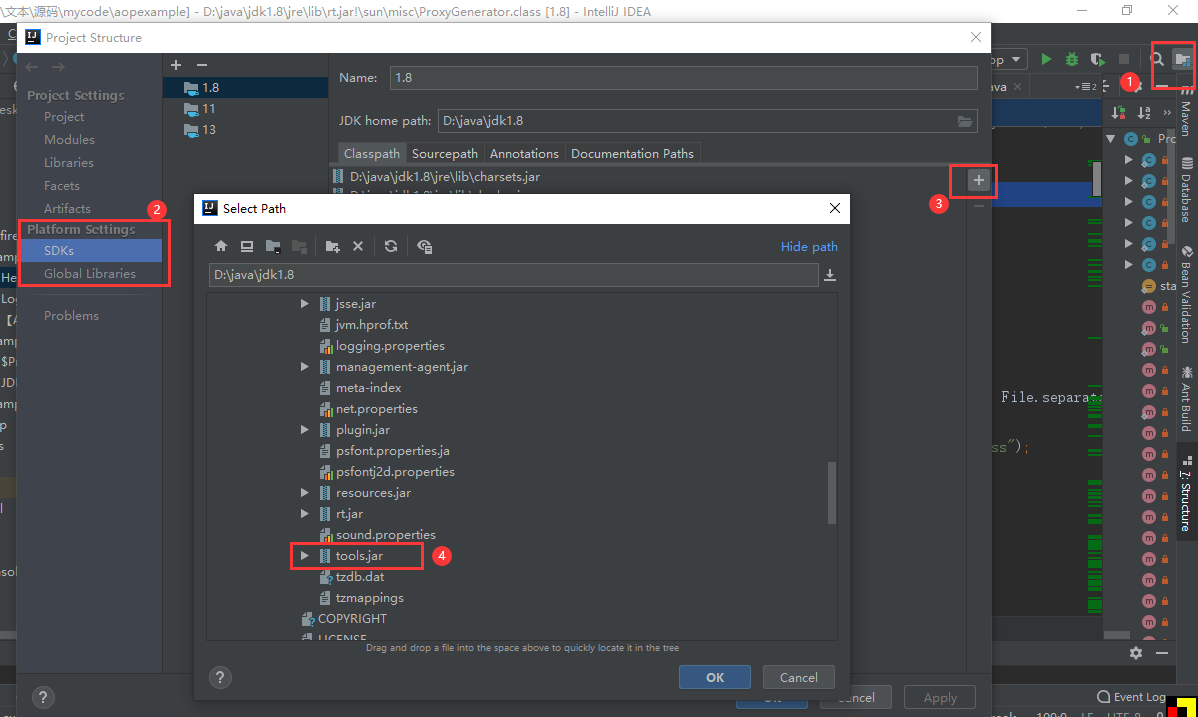 \文本\源码\mycode\aopexample] - D:\java\jdk1.8\jre\lib\rt.jar!\sun\misc\ProxyGenerator.class [1.8] - IntelliJ IDEA
Project Structure
Project Settings
Project
Modules
Libraries
Facets
Artifacts
Platform Settings
SDKs
Global Libraries
Problems
2
1.8
11
13
Name: 1.8
JDK home path: D:\java\jdk1.8
Classpath Sourcepath Annotations Documentation Paths
D:\java\jdk1.8\jre\lib\charsets.jar
3
1
Select Path
Hide path
D:\java\jdk1.8
jsse.jar
jvm.hprof.txt
logging.properties
management-agent.jar
meta-index
net.properties
plugin.jar
psfont.properties.ja
psfontj2d.properties
resources.jar
rt.jar
sound.properties
tools.jar
4
tzdb.dat
tzmappings
COPYRIGHT
LICENSE
Drag and drop a file into the space above to quickly locate it in the tree
? OK Cancel
? OK Cancel Apply
File.separat
ss");
Maven
Database
Bean Validation
Ant Build
7: Structure
Event Log